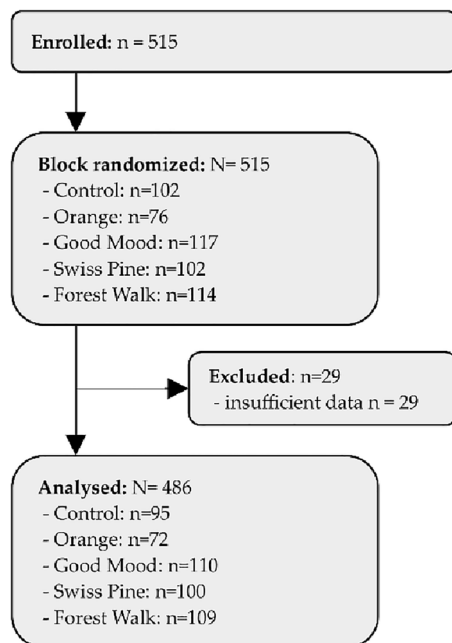 Enrolled: n = 515
Block randomized: N= 515
- Control: n=102
- Orange: n=76
- Good Mood: n=117
- Swiss Pine: n=102
- Forest Walk: n=114
Excluded: n=29
- insufficient data n = 29
Analysed: N= 486
- Control: n=95
- Orange: n=72
- Good Mood: n=110
- Swiss Pine: n=100
- Forest Walk: n=109